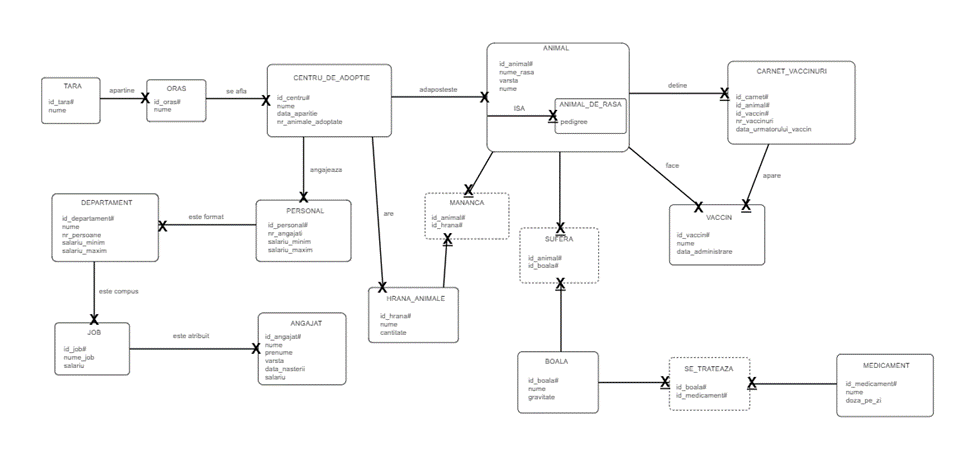 TARA
id_tara#
nume
apartine
ORAS
id_oras#
nume
se afla
CENTRU_DE_ADOPTIE
id_centru#
nume
data_aparitie
nr_animale_adoptate
adaposteste
ANIMAL
id_animal#
nume_rasa
varsta
nume
ISA
ANIMAL_DE_RASA
pedigree
detine
CARNET_VACCINURI
id_carnet#
id_animal#
id_vaccin#
nr_vaccinuri
data_urmatorului_vaccin
angajeaza
are
face
apare
DEPARTAMENT
id_departament#
nume
nr_persoane
salariu_minim
salariu_maxim
este format
PERSONAL
id_personal#
nr_angajati
salariu_minim
salariu_maxim
MANANCA
id_animal#
id_hrana#
SUFERA
id_animal#
id_boala#
VACCIN
id_vaccin#
nume
data_administrare
este compus
HRANA_ANIMALE
id_hrana#
nume
cantitate
JOB
id_job#
nume_job
salariu
este atribuit
ANGAJAT
id_angajat#
nume
prenume
varsta
data_nasterii
salariu
BOALA
id_boala#
nume
gravitate
SE_TRATEAZA
id_boala#
id_medicament#
MEDICAMENT
id_medicament#
nume
doza_pe_zi